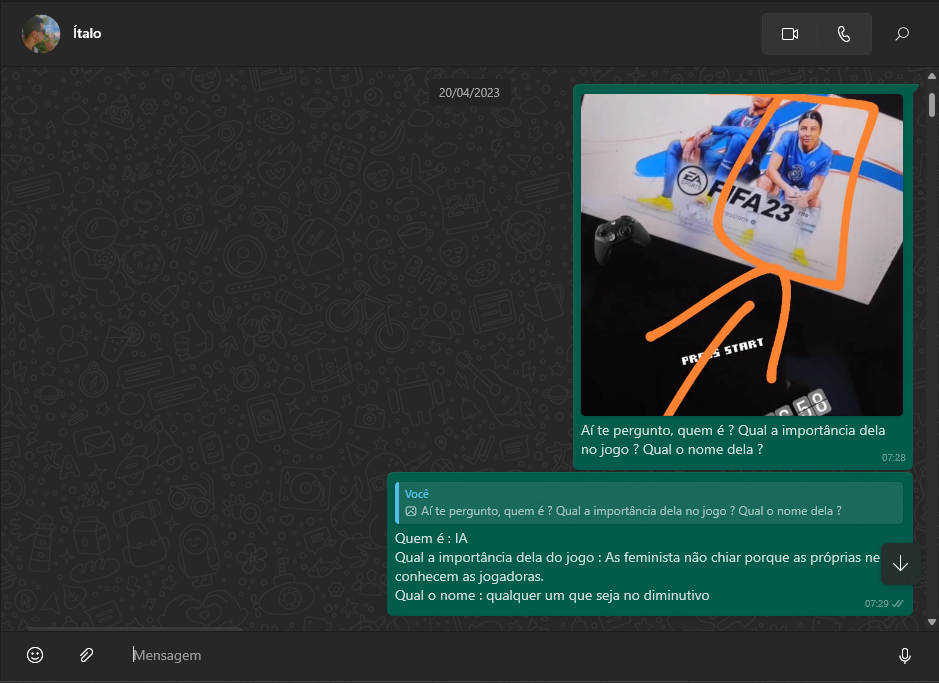 Ítalo
20/04/2023
EA
SPORTS
FIFA 23
PRESS START
58
Aí te pergunto, quem é ? Qual a importância dela
no jogo ? Qual o nome dela ?
07:28
Você
Aí te pergunto, quem é ? Qual a importância dela no jogo ? Qual o nome dela ?
Quem é : IA
Qual a importância dela do jogo : As feminista não chiar porque as próprias ne
conhecem as jogadoras.
Qual o nome : qualquer um que seja no diminutivo
07:29
Mensagem